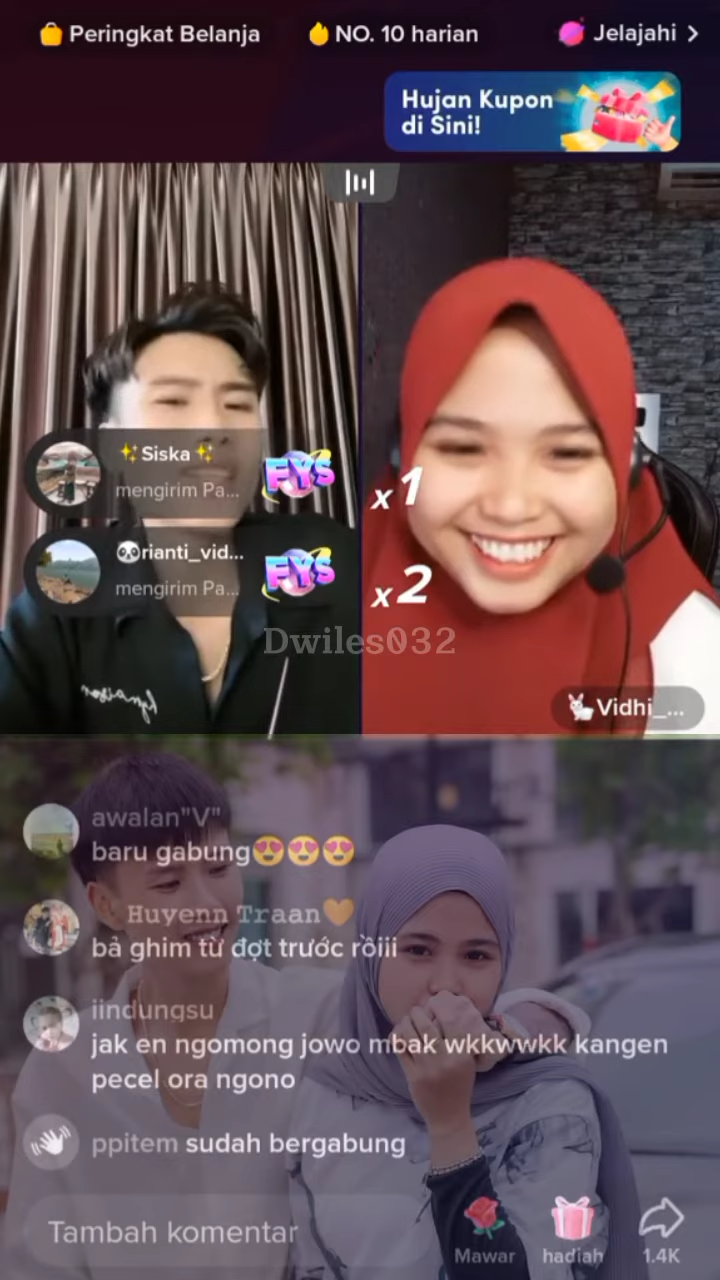 Peringkat Belanja
NO. 10 harian
Jelajahi
Hujan Kupon
di Sini!
✨Siska✨
mengirim Pa...
FYS
x1
🐼rianti_vid...
mengirim Pa...
FYS
x2
Dwiles032
🐇Vidhi_...
awalan"V"
baru gabung😍😍😍
Huyenn Traan🧡
bả ghim từ đợt trước rồiii
iindungsu
jak en ngomong jowo mbak wkkwwkk kangen
pecel ora ngono
ppitem sudah bergabung
Tambah komentar
Mawar
hadiah
1.4K